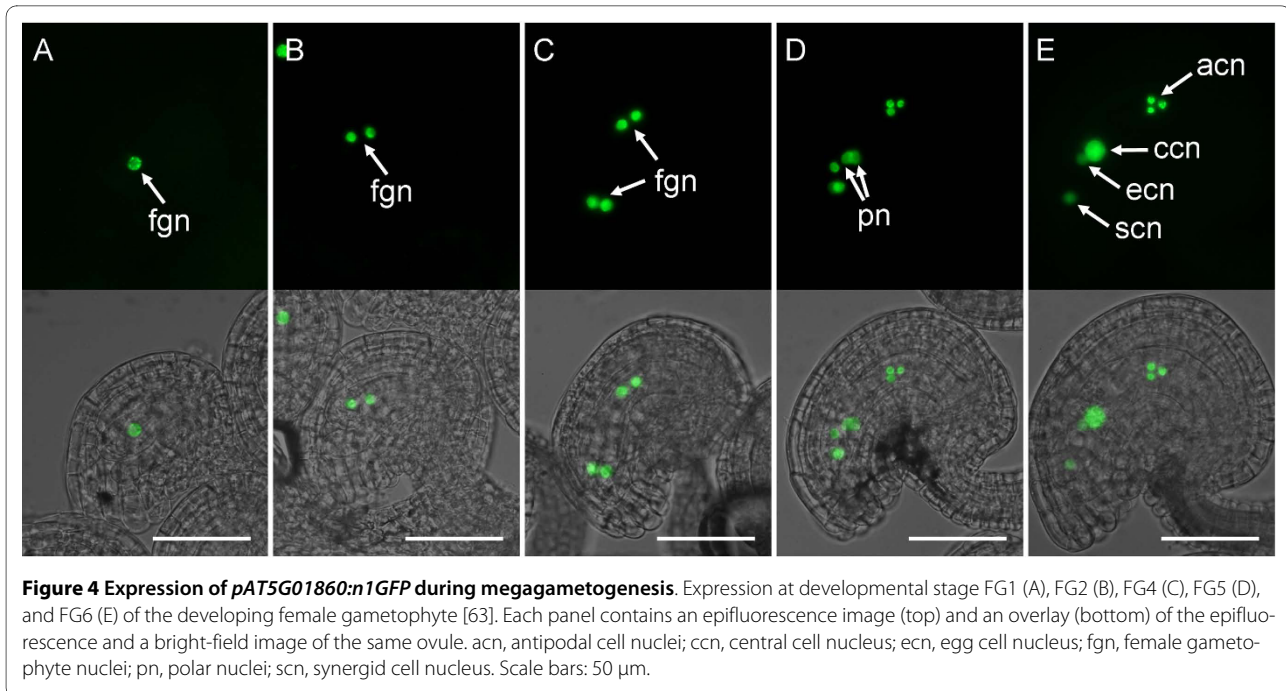 A
B
C
D
E
fgn
fgn
fgn
pn
acn
ccn
ecn
scn
Figure 4 Expression of pAT5G01860:n1GFP during megagametogenesis. Expression at developmental stage FG1 (A), FG2 (B), FG4 (C), FG5 (D),
and FG6 (E) of the developing female gametophyte [63]. Each panel contains an epifluorescence image (top) and an overlay (bottom) of the epifluo-
rescence and a bright-field image of the same ovule. acn, antipodal cell nuclei; ccn, central cell nucleus; ecn, egg cell nucleus; fgn, female gameto-
phyte nuclei; pn, polar nuclei; scn, synergid cell nucleus. Scale bars: 50 μm.